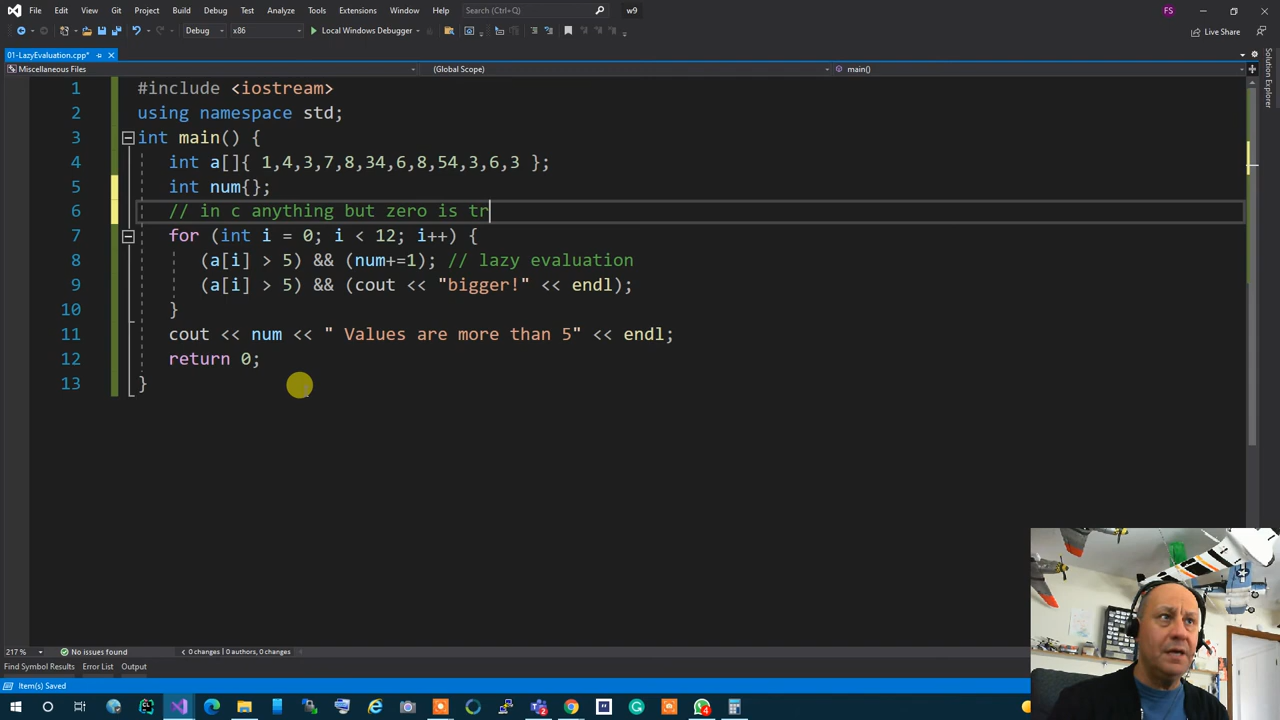 File Edit View Project Build Debug Test Analyze Tools Extensions Window Help Search (Ctrl+Q) w9 FS
Debug x86 Local Windows Debugger Live Share
01-LazyEvaluation.cpp*
Miscellaneous Files (Global Scope) main()
Solution Explorer
1 #include <iostream>
2 using namespace std;
3 int main() {
4 int a[]{ 1,4,3,7,8,34,6,8,54,3,6,3 };
5 int num{};
6 // in c anything but zero is tr
7 for (int i = 0; i < 12; i++) {
8 (a[i] > 5) && (num+=1); // lazy evaluation
9 (a[i] > 5) && (cout << "bigger!" << endl);
10 }
11 cout << num << " Values are more than 5" << endl;
12 return 0;
13 }
217 % No issues found 0 changes | 0 authors, 0 changes
Find Symbol Results Error List Output
Item(s) Saved
4